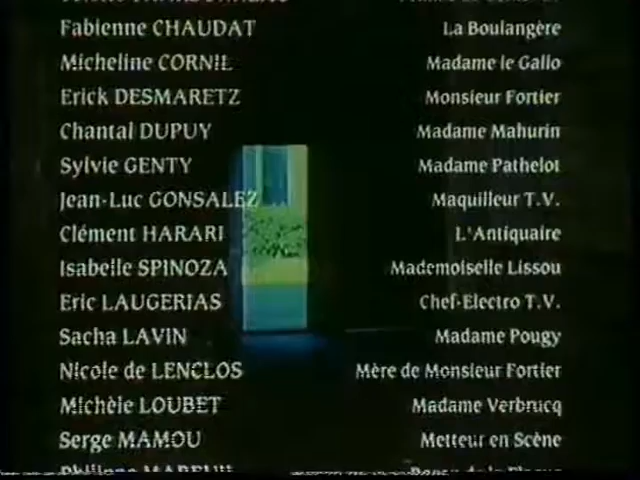 Fabienne CHAUDAT La Boulangère
Micheline CORNIL Madame le Gallo
Erick DESMARETZ Monsieur Fortier
Chantal DUPUY Madame Mahurin
Sylvie GENTY Madame Pathelot
Jean-Luc GONSALEZ Maquilleur T.V.
Clément HARARI L'Antiquaire
Isabelle SPINOZA Mademoiselle Lissou
Eric LAUGERIAS Chef-Electro T.V.
Sacha LAVIN Madame Pougy
Nicole de LENCLOS Mère de Monsieur Fortier
Michèle LOUBET Madame Verbrucq
Serge MAMOU Metteur en Scène